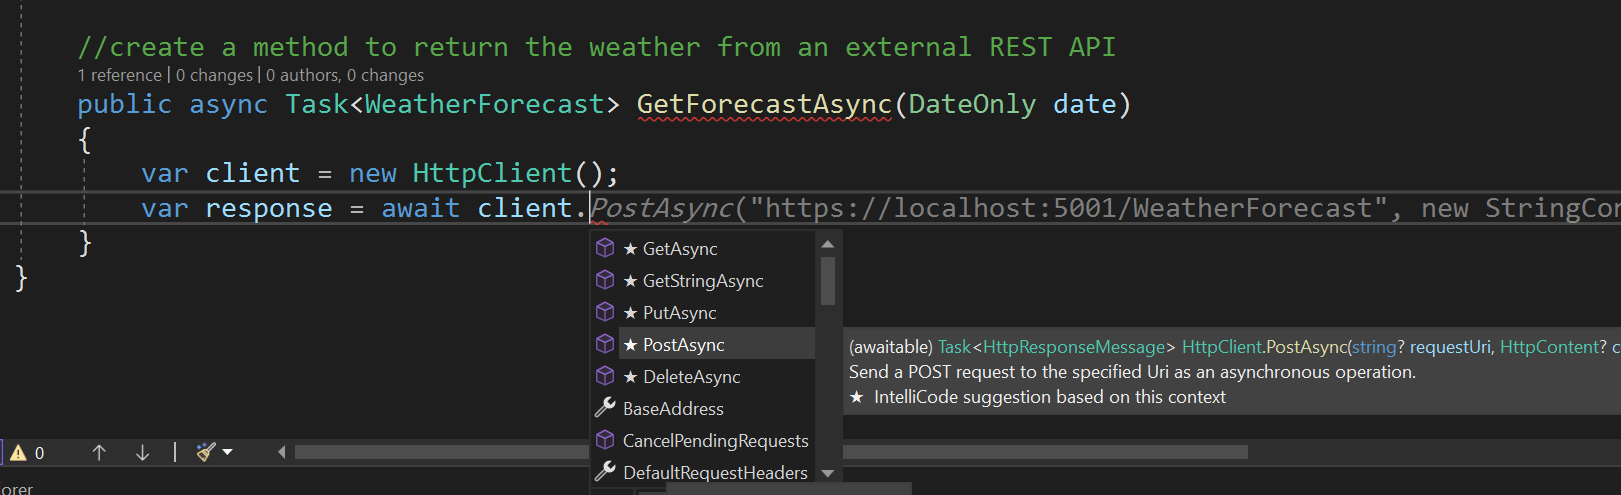 //create a method to return the weather from an external REST API
1 reference | 0 changes | 0 authors, 0 changes
public async Task<WeatherForecast> GetForecastAsync(DateOnly date)
{
var client = new HttpClient();
var response = await client.PostAsync("https://localhost:5001/WeatherForecast", new StringCon
}
}
★ GetAsync
★ GetStringAsync
★ PutAsync
★ PostAsync
★ DeleteAsync
BaseAddress
CancelPendingRequests
DefaultRequestHeaders
(awaitable) Task<HttpResponseMessage> HttpClient.PostAsync(string? requestUri, HttpContent? c
Send a POST request to the specified Uri as an asynchronous operation.
★ IntelliCode suggestion based on this context
0
orer